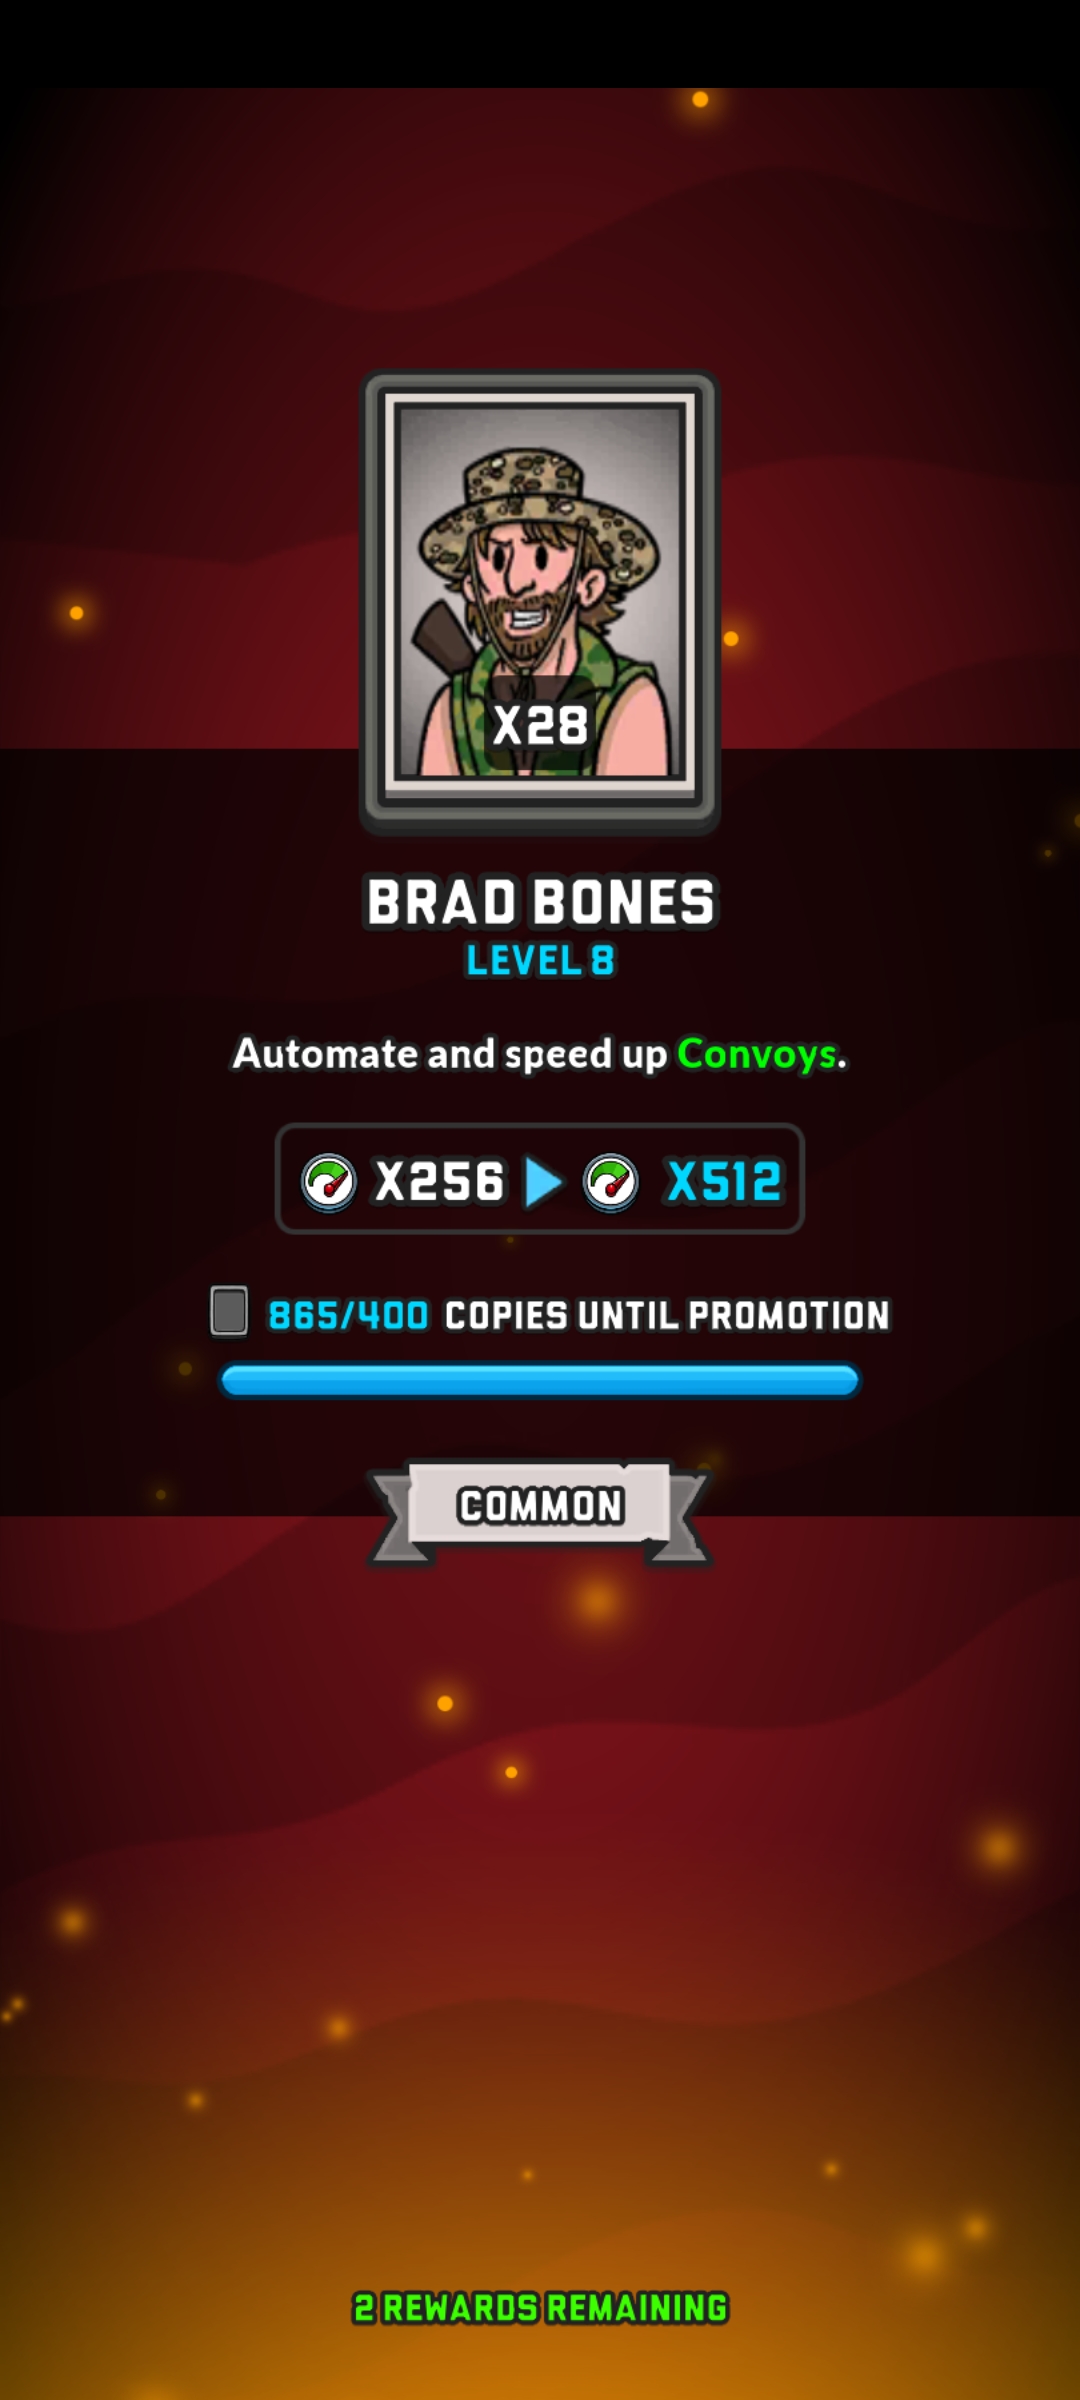 X28
BRAD BONES
LEVEL 8
Automate and speed up Convoys.
X256 X512
865/400 COPIES UNTIL PROMOTION
COMMON
2 REWARDS REMAINING